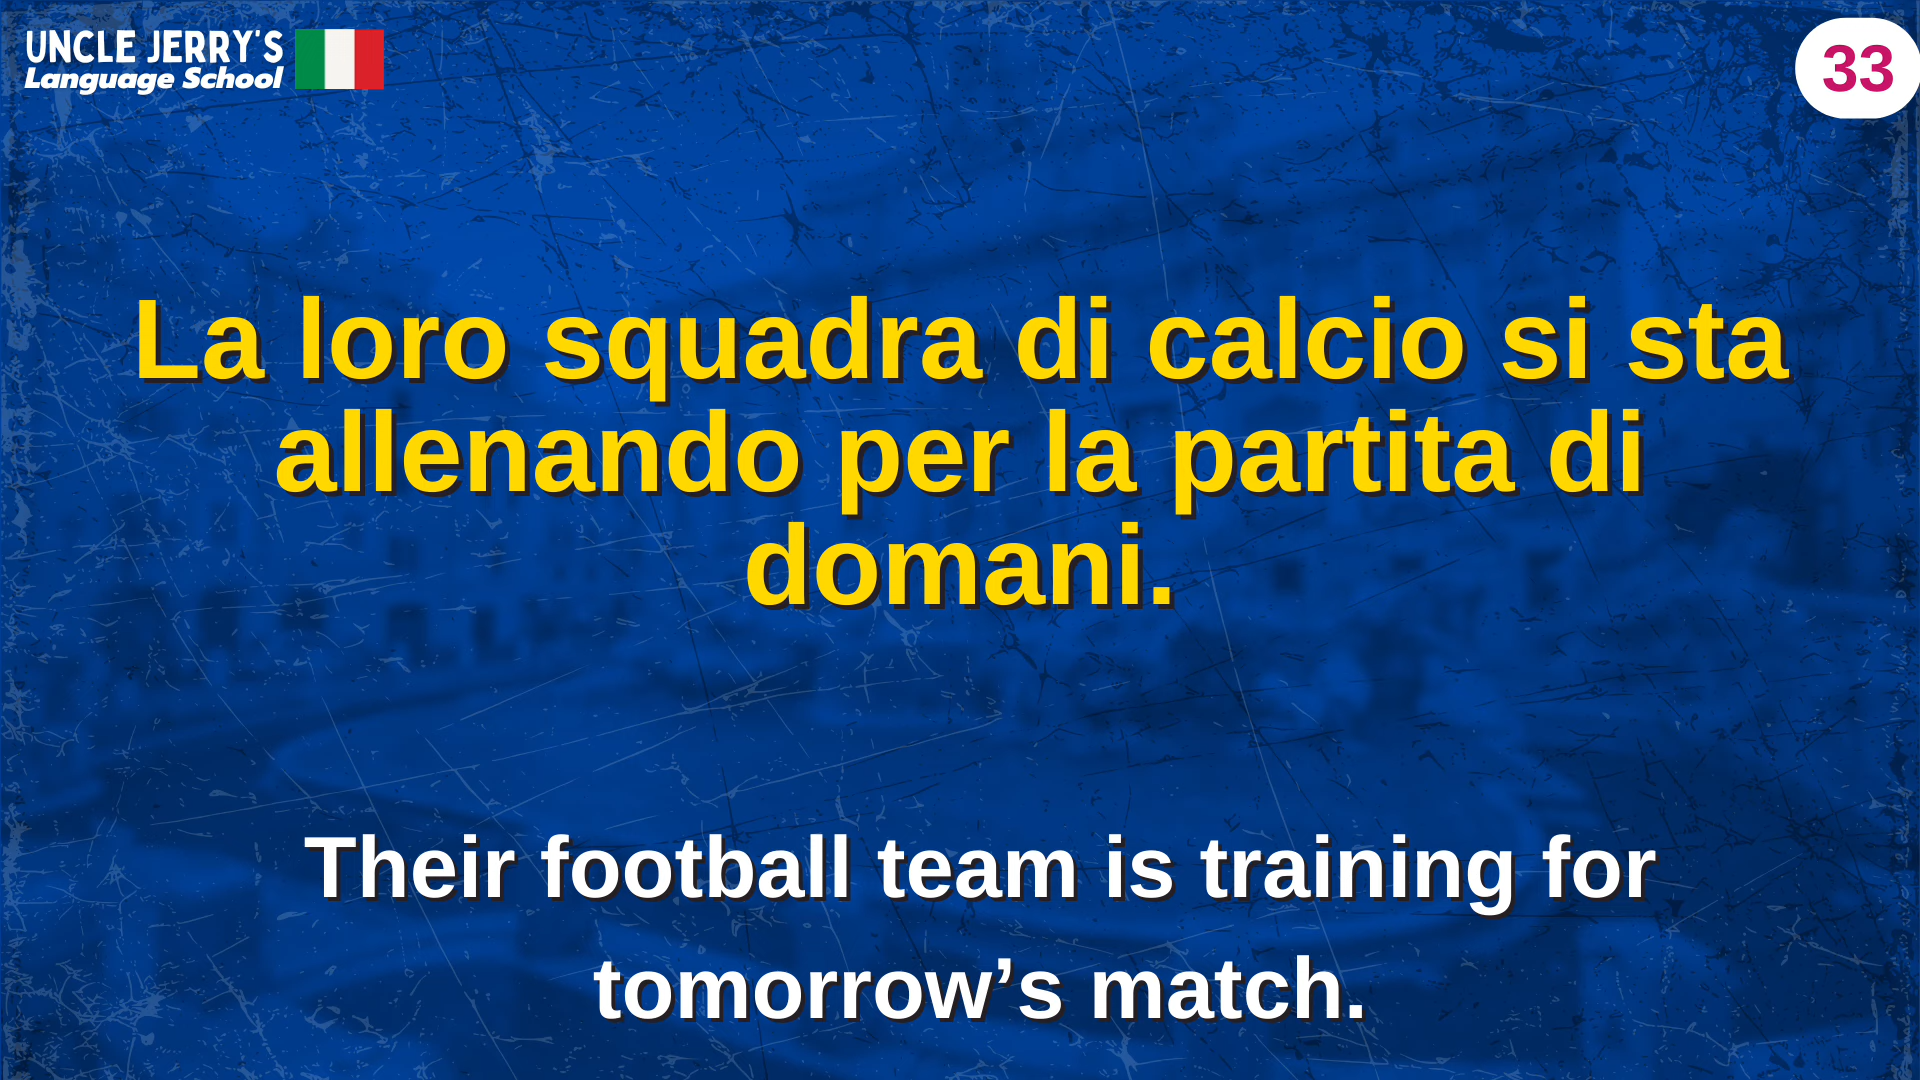 UNCLE JERRY'S
Language School
33
La loro squadra di calcio si sta
allenando per la partita di
domani.
Their football team is training for
tomorrow’s match.